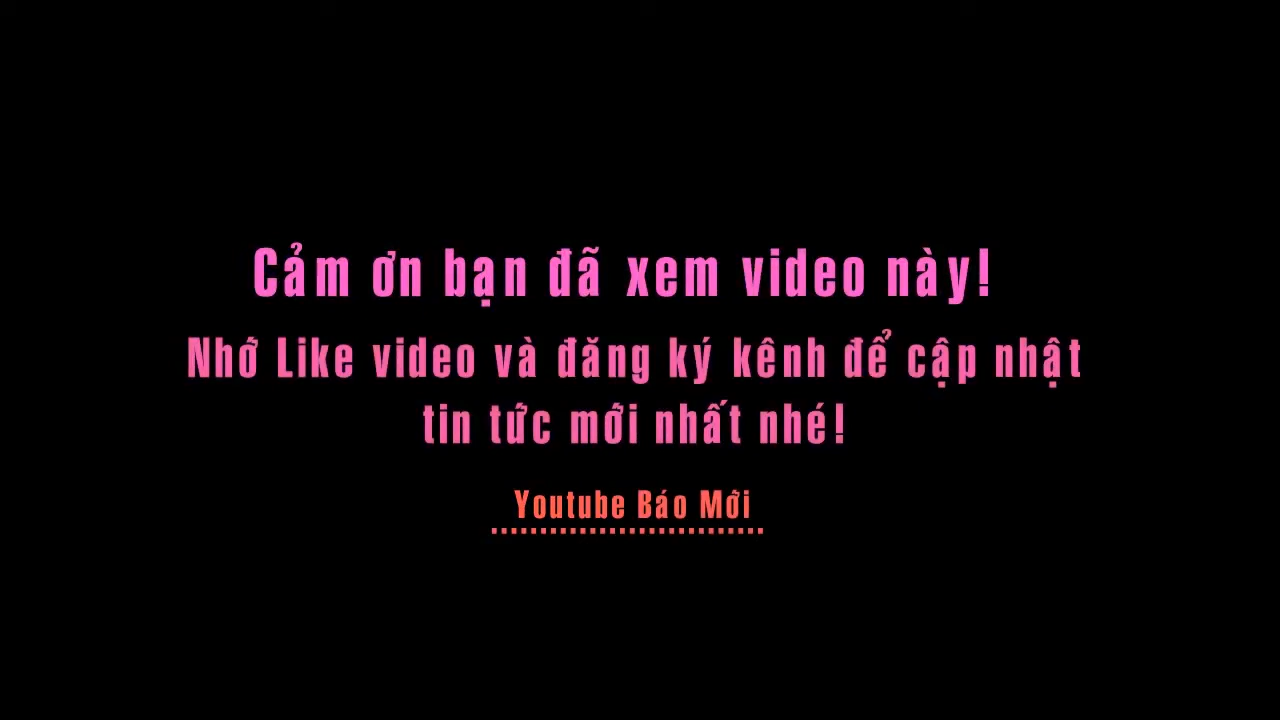 Cảm ơn bạn đã xem video này!
Nhớ Like video và đăng ký kênh để cập nhật
tin tức mới nhất nhé!
Youtube Báo Mới